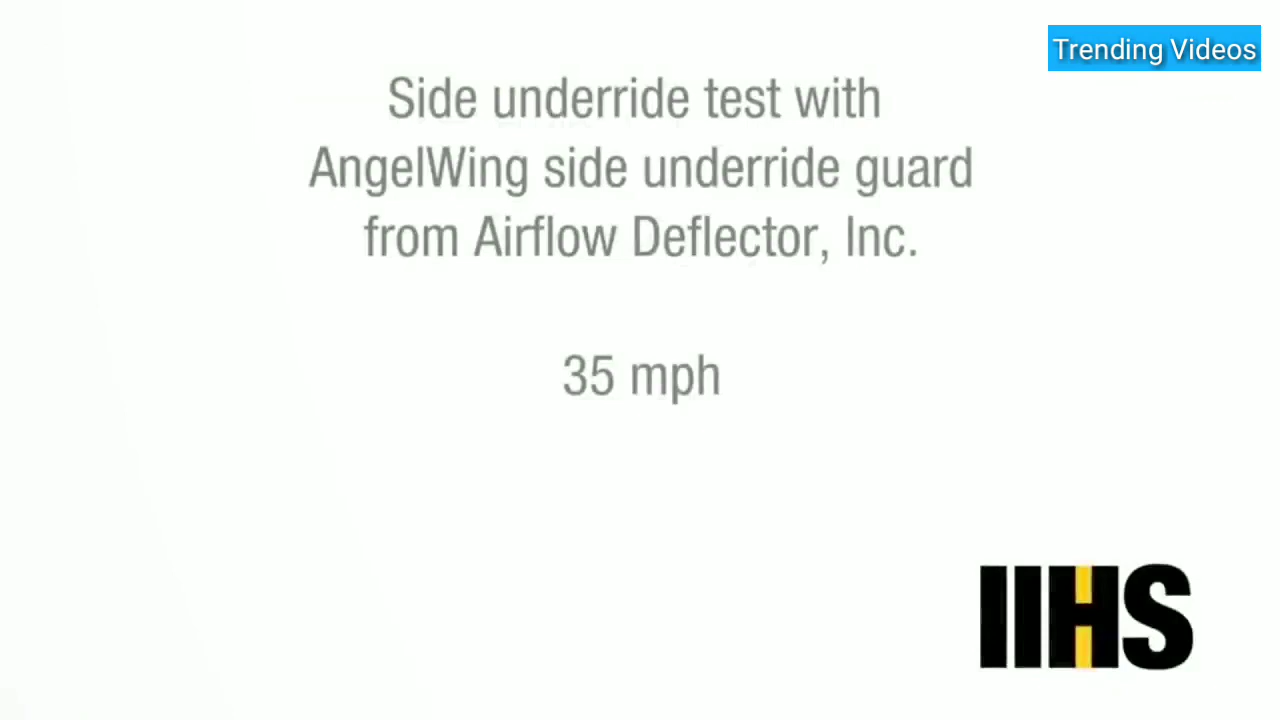 Trending Videos
Side underride test with
AngelWing side underride guard
from Airflow Deflector, Inc.
35 mph
IIHS